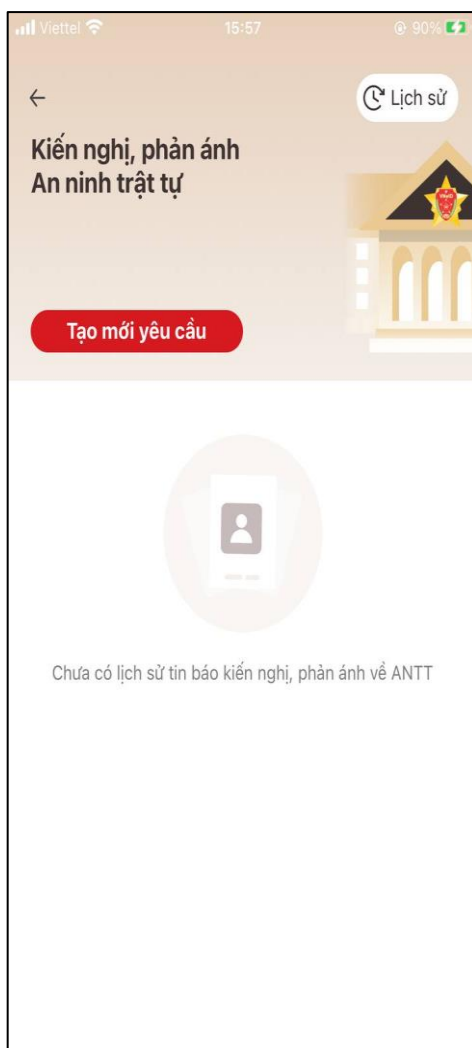 Viettel 15:57 90%
Lịch sử
Kiến nghị, phản ánh
An ninh trật tự
Tạo mới yêu cầu
Chưa có lịch sử tin báo kiến nghị, phản ánh về ANTT